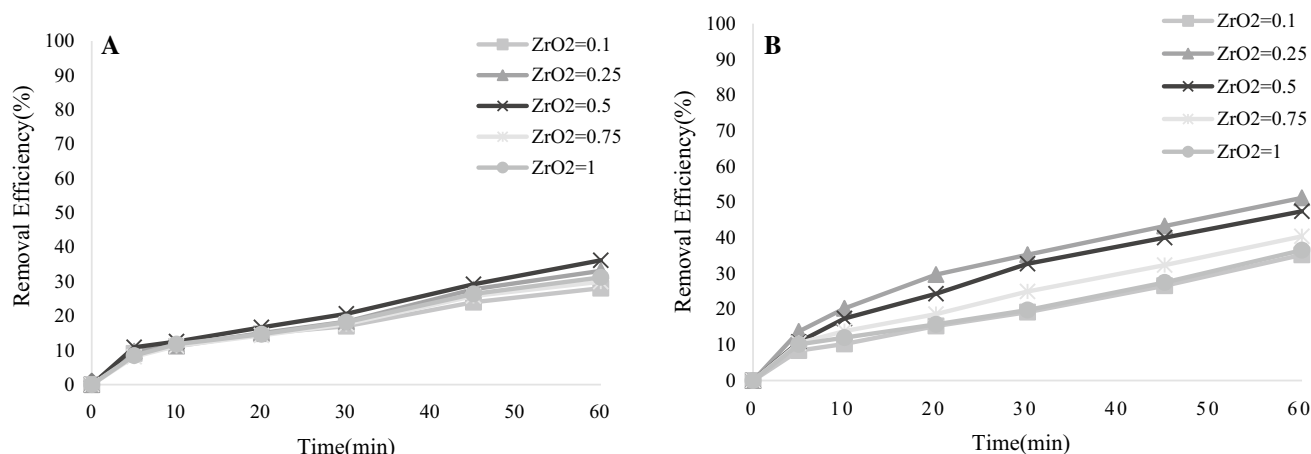 A
Removal Efficiency(%)
100
90
80
70
60
50
40
30
20
10
0
0 10 20 30 40 50 60
Time(min)
ZrO2=0.1
ZrO2=0.25
ZrO2=0.5
ZrO2=0.75
ZrO2=1
B
Removal Efficiency(%)
100
90
80
70
60
50
40
30
20
10
0
0 10 20 30 40 50 60
Time(min)
ZrO2=0.1
ZrO2=0.25
ZrO2=0.5
ZrO2=0.75
ZrO2=1